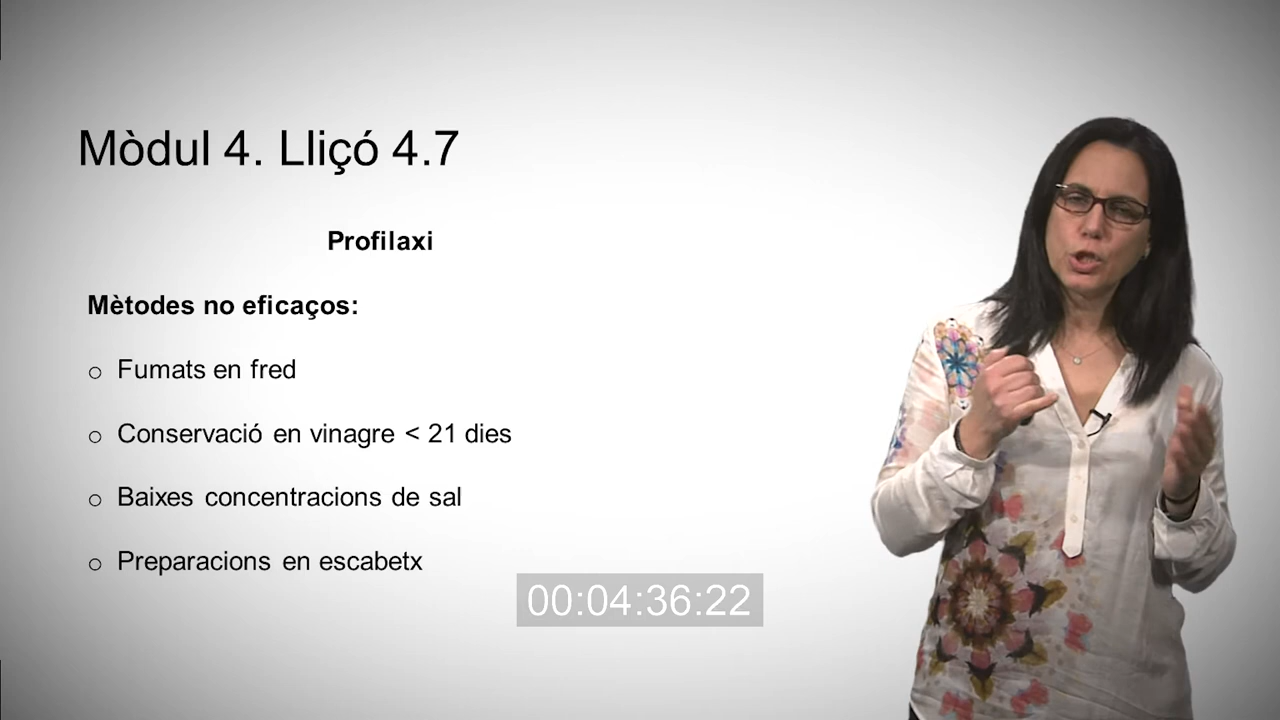 Mòdul 4. Lliçó 4.7
Profilaxi
Mètodes no eficaços:
o Fumats en fred
o Conservació en vinagre < 21 dies
o Baixes concentracions de sal
o Preparacions en escabetx
00:04:36:22